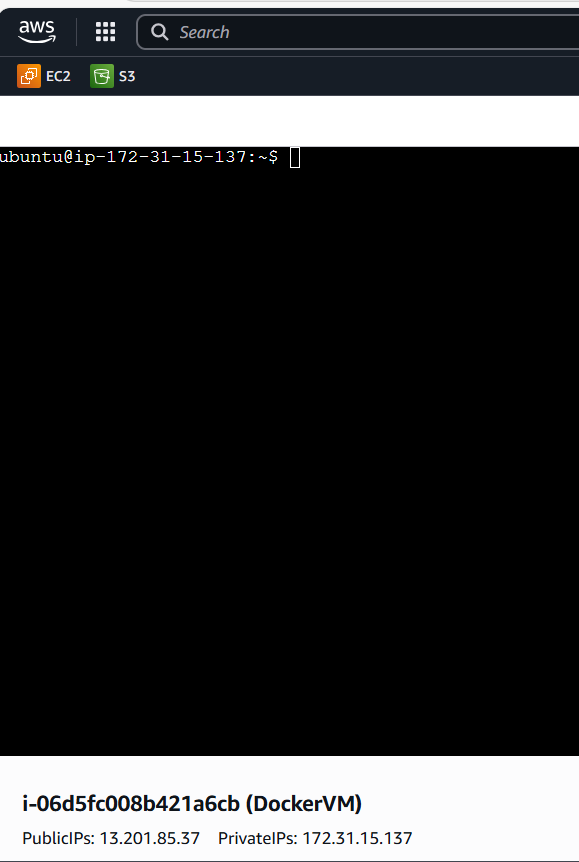 aws Search
EC2 S3
ubuntu@ip-172-31-15-137:~$
i-06d5fc008b421a6cb (DockerVM)
PublicIPs: 13.201.85.37 PrivateIPs: 172.31.15.137